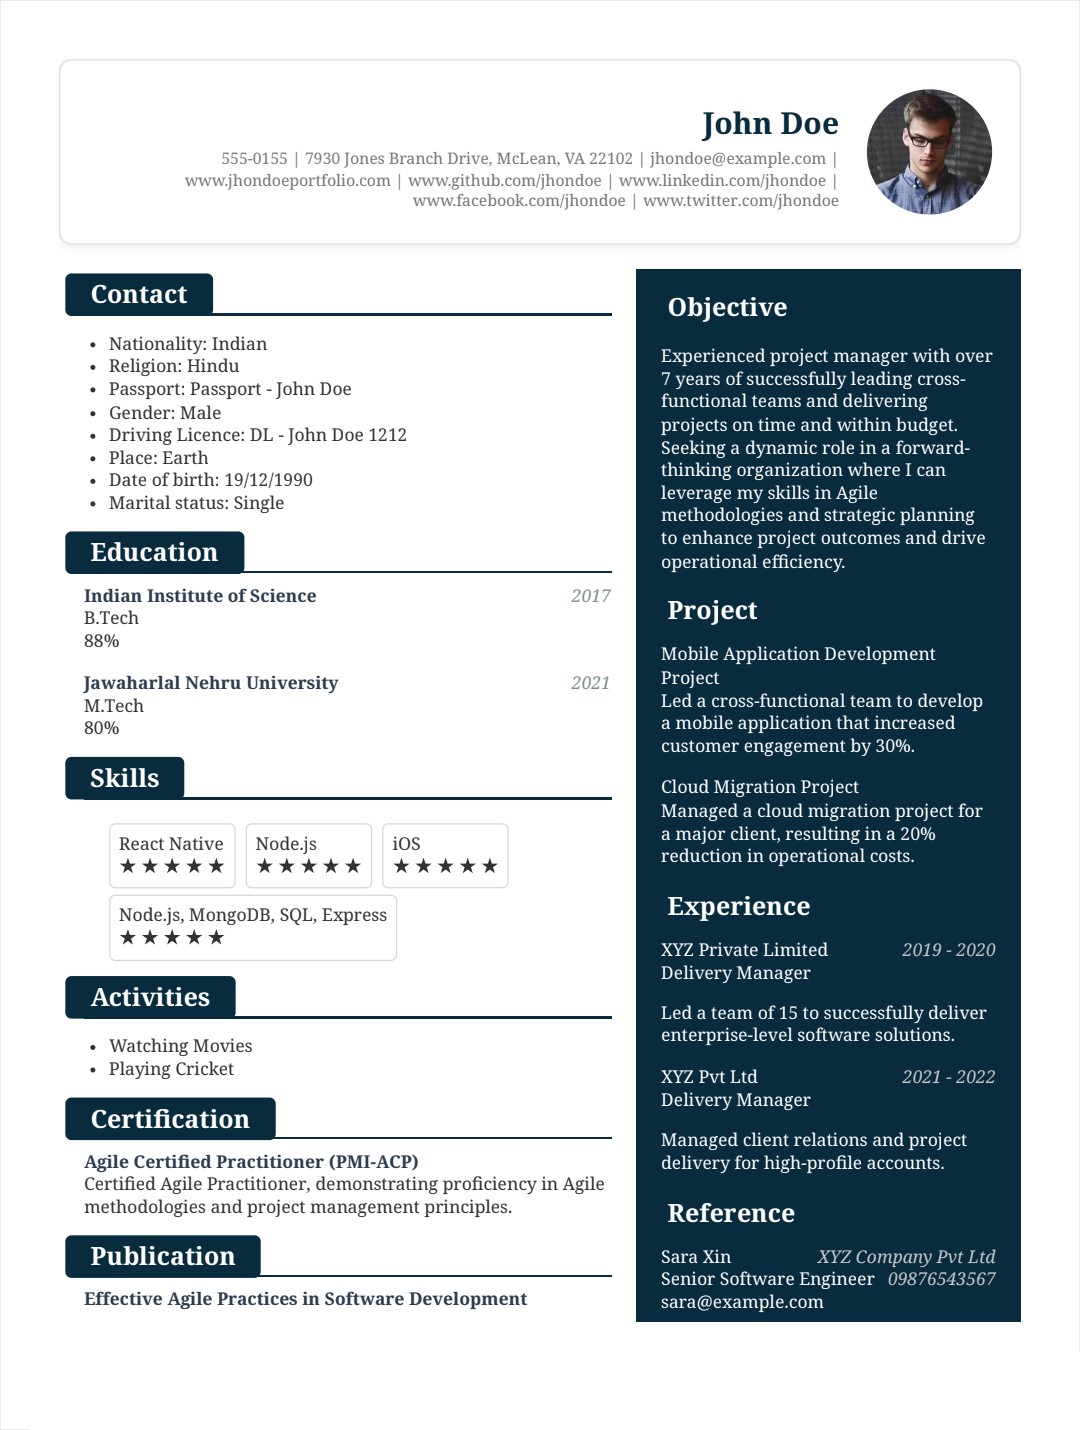 John Doe
555-0155 | 7930 Jones Branch Drive, McLean, VA 22102 | jhondoe@example.com |
www.jhondoeportfolio.com | www.github.com/jhondoe | www.linkedin.com/jhondoe |
www.facebook.com/jhondoe | www.twitter.com/jhondoe
Contact
• Nationality: Indian
• Religion: Hindu
• Passport: Passport - John Doe
• Gender: Male
• Driving Licence: DL - John Doe 1212
• Place: Earth
• Date of birth: 19/12/1990
• Marital status: Single
Education
Indian Institute of Science 2017
B.Tech
88%
Jawaharlal Nehru University 2021
M.Tech
80%
Skills
React Native Node.js iOS
★★★★★ ★★★★★ ★★★★★
Node.js, MongoDB, SQL, Express
★★★★★
Activities
• Watching Movies
• Playing Cricket
Certification
Agile Certified Practitioner (PMI-ACP)
Certified Agile Practitioner, demonstrating proficiency in Agile
methodologies and project management principles.
Publication
Effective Agile Practices in Software Development
Objective
Experienced project manager with over
7 years of successfully leading cross-
functional teams and delivering
projects on time and within budget.
Seeking a dynamic role in a forward-
thinking organization where I can
leverage my skills in Agile
methodologies and strategic planning
to enhance project outcomes and drive
operational efficiency.
Project
Mobile Application Development
Project
Led a cross-functional team to develop
a mobile application that increased
customer engagement by 30%.
Cloud Migration Project
Managed a cloud migration project for
a major client, resulting in a 20%
reduction in operational costs.
Experience
XYZ Private Limited 2019 - 2020
Delivery Manager
Led a team of 15 to successfully deliver
enterprise-level software solutions.
XYZ Pvt Ltd 2021 - 2022
Delivery Manager
Managed client relations and project
delivery for high-profile accounts.
Reference
Sara Xin XYZ Company Pvt Ltd
Senior Software Engineer 09876543567
sara@example.com